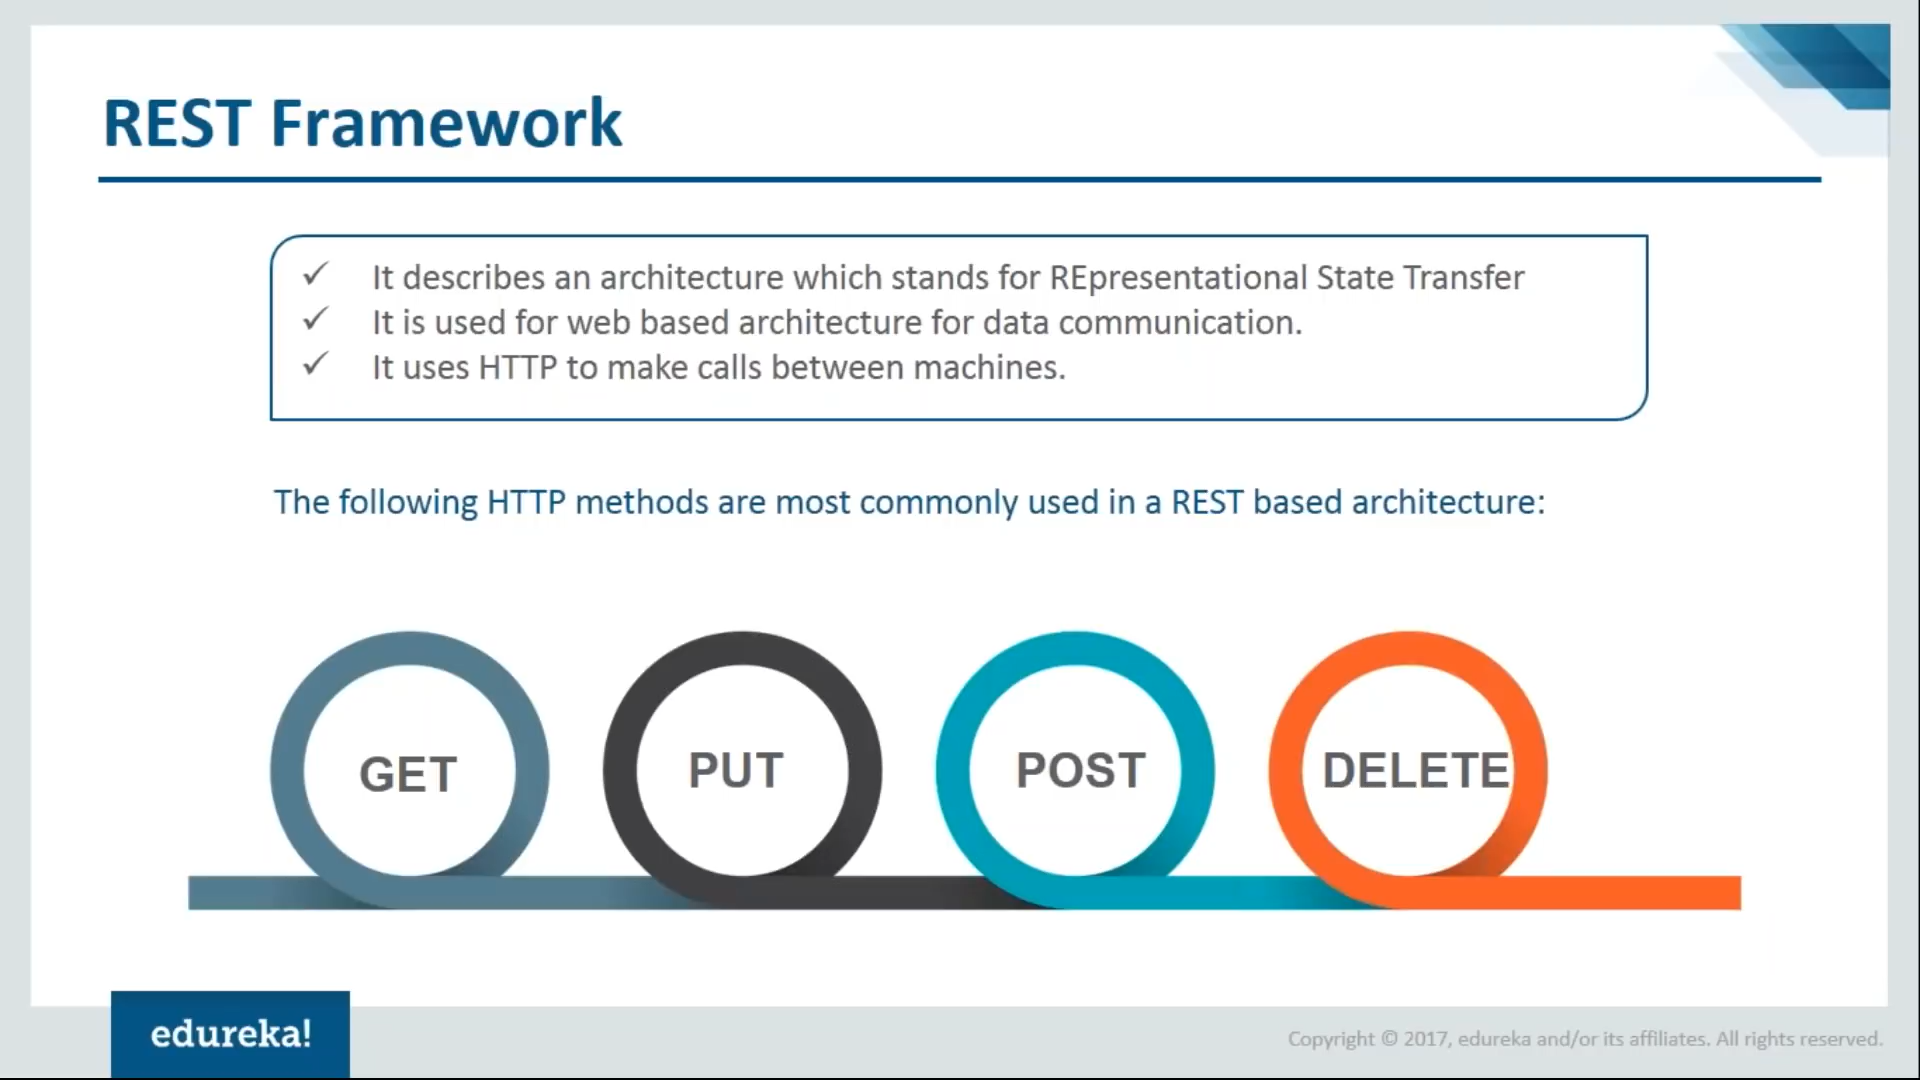 REST Framework
✓ It describes an architecture which stands for REpresentational State Transfer
✓ It is used for web based architecture for data communication.
✓ It uses HTTP to make calls between machines.
The following HTTP methods are most commonly used in a REST based architecture:
GET
PUT
POST
DELETE
edureka!
Copyright © 2017, edureka and/or its affiliates. All rights reserved.